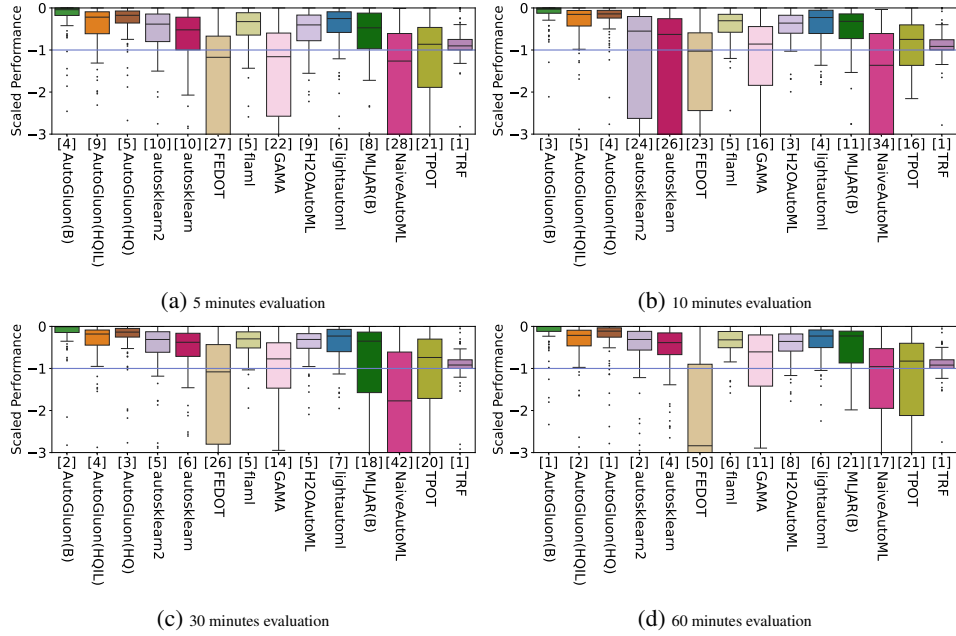 Scaled Performance
0
−1
−2
−3
[4] AutoGluon(B)
[9] AutoGluon(HQIL)
[5] AutoGluon(HQ)
[10] autosklearn2
[10] autosklearn
[27] FEDOT
[5] flaml
[22] GAMA
[9] H2OAutoML
[6] lightautoml
[8] MLJAR(B)
[28] NaiveAutoML
[21] TPOT
[1] TRF
(a) 5 minutes evaluation
Scaled Performance
0
−1
−2
−3
[3] AutoGluon(B)
[5] AutoGluon(HQIL)
[4] AutoGluon(HQ)
[24] autosklearn2
[26] autosklearn
[23] FEDOT
[5] flaml
[16] GAMA
[3] H2OAutoML
[4] lightautoml
[11] MLJAR(B)
[34] NaiveAutoML
[16] TPOT
[1] TRF
(b) 10 minutes evaluation
Scaled Performance
0
−1
−2
−3
[2] AutoGluon(B)
[4] AutoGluon(HQIL)
[3] AutoGluon(HQ)
[5] autosklearn2
[6] autosklearn
[26] FEDOT
[5] flaml
[14] GAMA
[5] H2OAutoML
[7] lightautoml
[18] MLJAR(B)
[42] NaiveAutoML
[20] TPOT
[1] TRF
(c) 30 minutes evaluation
Scaled Performance
0
−1
−2
−3
[1] AutoGluon(B)
[2] AutoGluon(HQIL)
[1] AutoGluon(HQ)
[2] autosklearn2
[4] autosklearn
[50] FEDOT
[6] flaml
[11] GAMA
[8] H2OAutoML
[6] lightautoml
[21] MLJAR(B)
[17] NaiveAutoML
[21] TPOT
[1] TRF
(d) 60 minutes evaluation